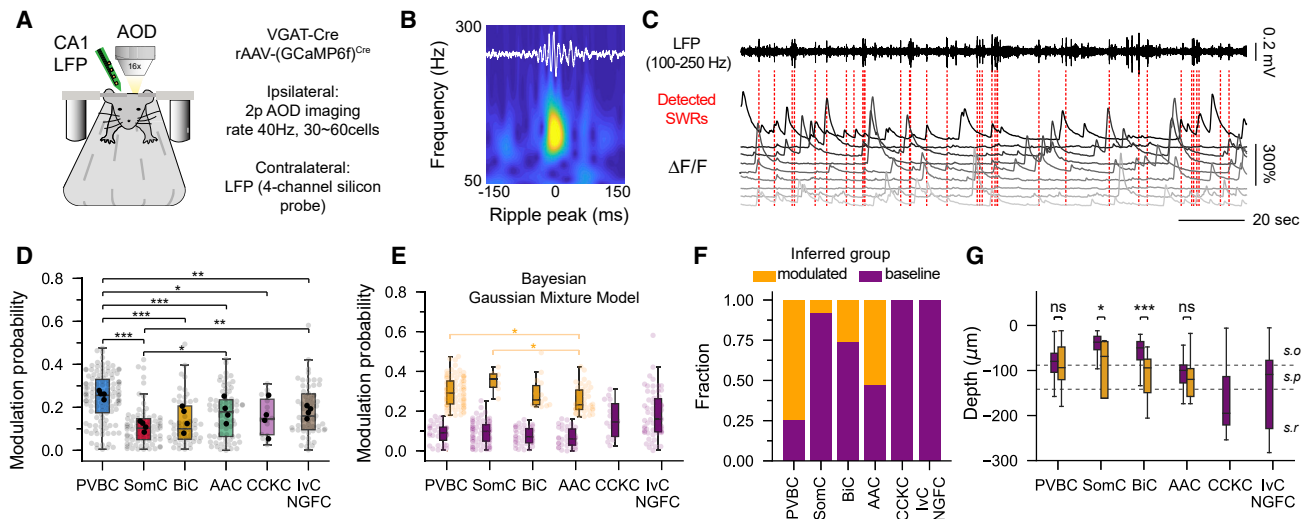 A
CA1
LFP
AOD
16x
VGAT-Cre
rAAV-(GCaMP6f)Cre
Ipsilateral:
2p AOD imaging
rate 40Hz, 30~60cells
Contralateral:
LFP (4-channel silicon
probe)
B
300
Frequency (Hz)
50
-150
0
150
Ripple peak (ms)
C
LFP
(100-250 Hz)
0.2
mV
Detected
SWRs
ΔF/F
300%
20 sec
D
Modulation probability
0.8
0.6
0.4
0.2
0.0
**
*
***
***
**
***
*
PVBC SomC BiC AAC CCKC IvC
NGFC
E
Bayesian
Gaussian Mixture Model
Modulation probability
0.8
0.6
0.4
0.2
0.0
*
*
PVBC SomC BiC AAC CCKC IvC
NGFC
F
Inferred group
modulated baseline
Fraction
1.00
0.75
0.50
0.25
0.00
PVBC
SomC
BiC
AAC
CCKC
IvC
NGFC
G
Depth (μm)
0
-100
-200
-300
ns * *** ns
s.o
s.p
s.r
PVBC SomC BiC AAC CCKC IvC
NGFC